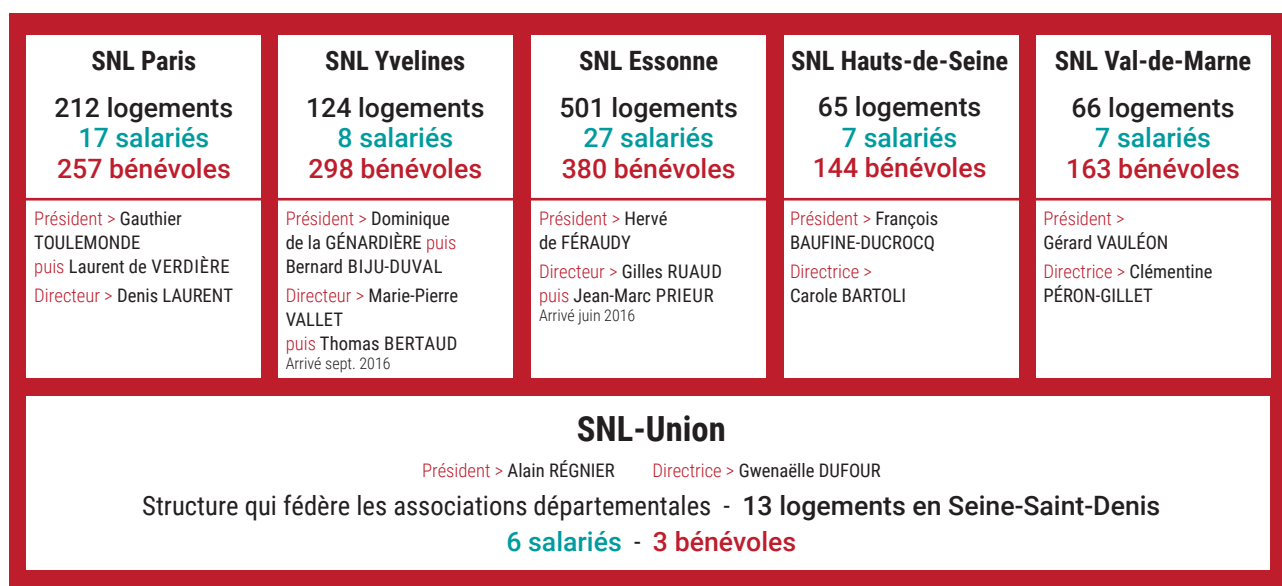 SNL Paris
212 logements
17 salariés
257 bénévoles
Président > Gauthier
TOULEMONDE
puis Laurent de VERDIÈRE
Directeur > Denis LAURENT
SNL Yvelines
124 logements
8 salariés
298 bénévoles
Président > Dominique
de la GÉNARDIÈRE puis
Bernard BIJU-DUVAL
Directeur > Marie-Pierre
VALLET
puis Thomas BERTAUD
Arrivé sept. 2016
SNL Essonne
501 logements
27 salariés
380 bénévoles
Président > Hervé
de FÉRAUDY
Directeur > Gilles RUAUD
puis Jean-Marc PRIEUR
Arrivé juin 2016
SNL Hauts-de-Seine
65 logements
7 salariés
144 bénévoles
Président > François
BAUFINE-DUCROCQ
Directrice >
Carole BARTOLI
SNL Val-de-Marne
66 logements
7 salariés
163 bénévoles
Président >
Gérard VAULÉON
Directrice > Clémentine
PÉRON-GILLET
SNL-Union
Président > Alain RÉGNIER Directrice > Gwenaëlle DUFOUR
Structure qui fédère les associations départementales - 13 logements en Seine-Saint-Denis
6 salariés - 3 bénévoles